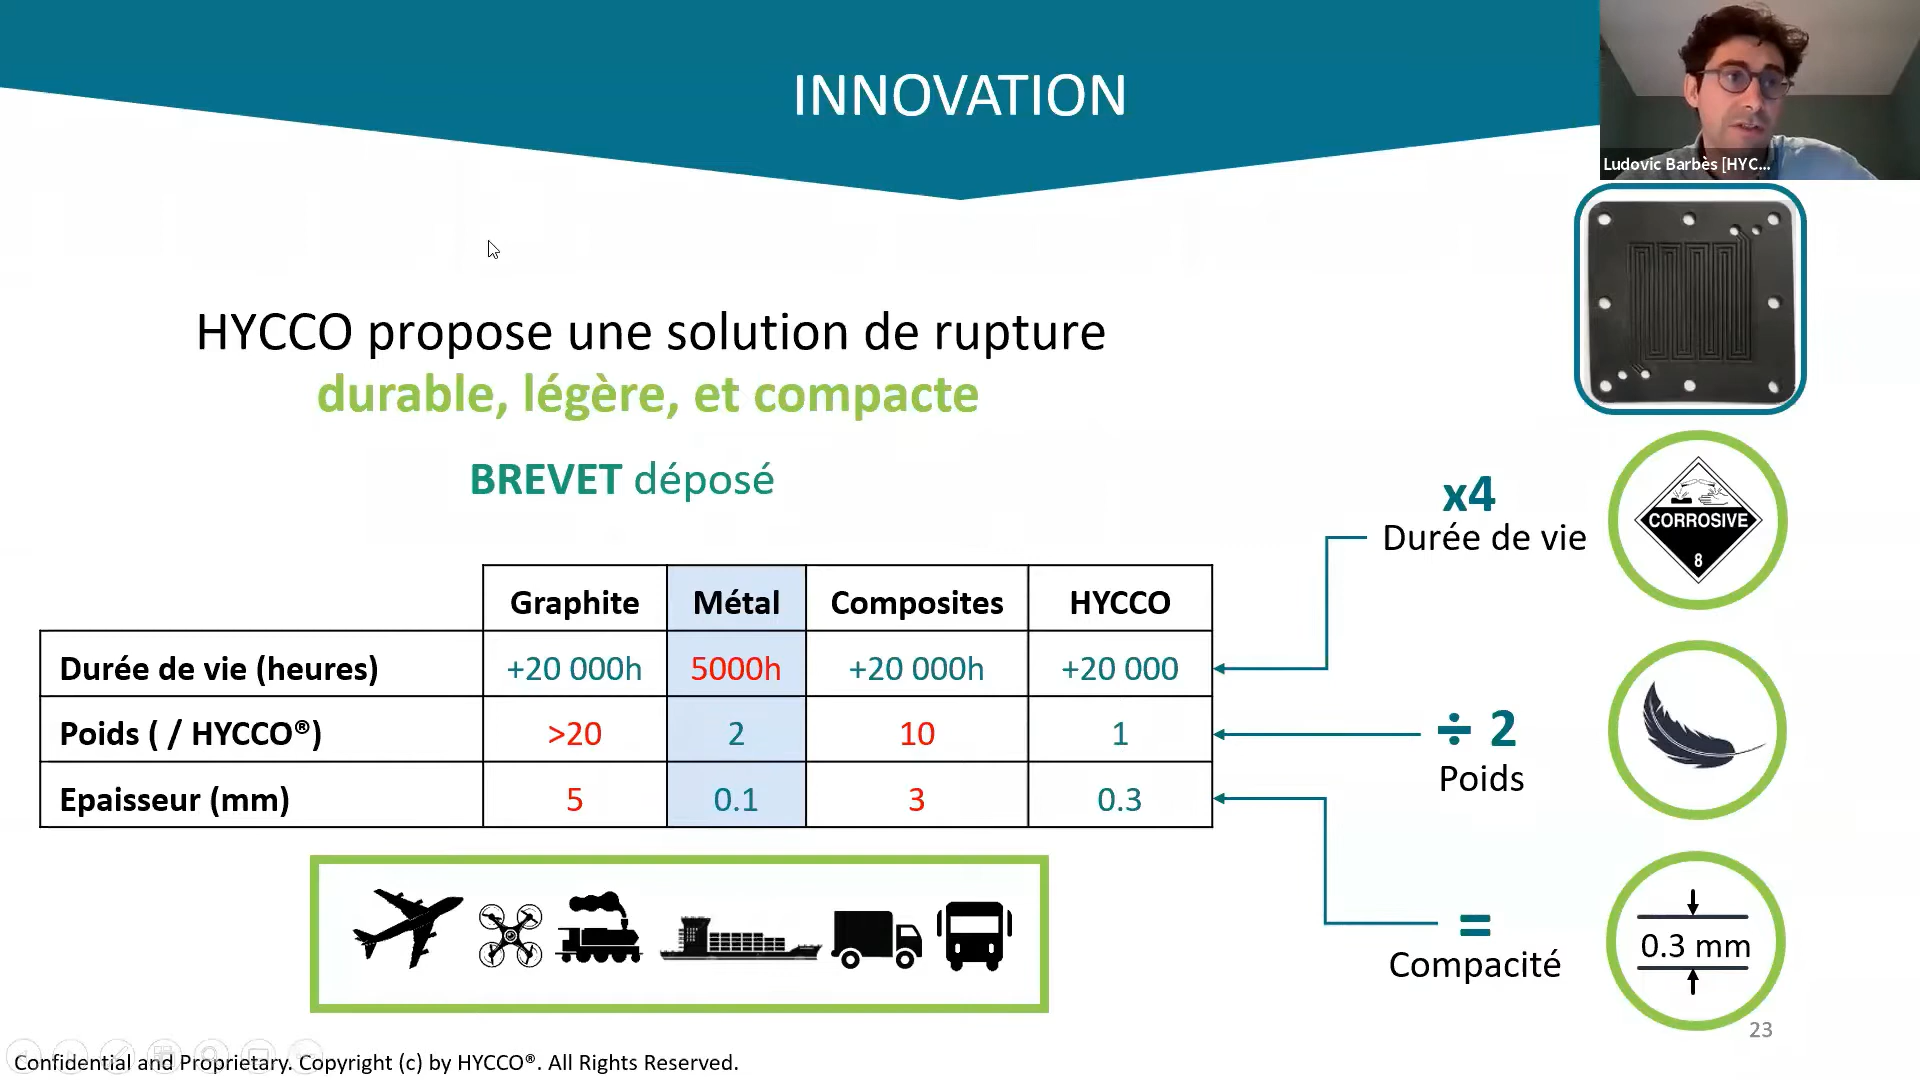 INNOVATION
Ludovic Barbès [HYC...
HYCCO propose une solution de rupture
durable, légère, et compacte
BREVET déposé
x4
Durée de vie
CORROSIVE
8
Graphite Métal Composites HYCCO
Durée de vie (heures) +20 000h 5000h +20 000h +20 000
Poids ( / HYCCO®) >20 2 10 1
Epaisseur (mm) 5 0.1 3 0.3
÷ 2
Poids
=
Compacité
0.3 mm
23
Confidential and Proprietary. Copyright (c) by HYCCO®. All Rights Reserved.